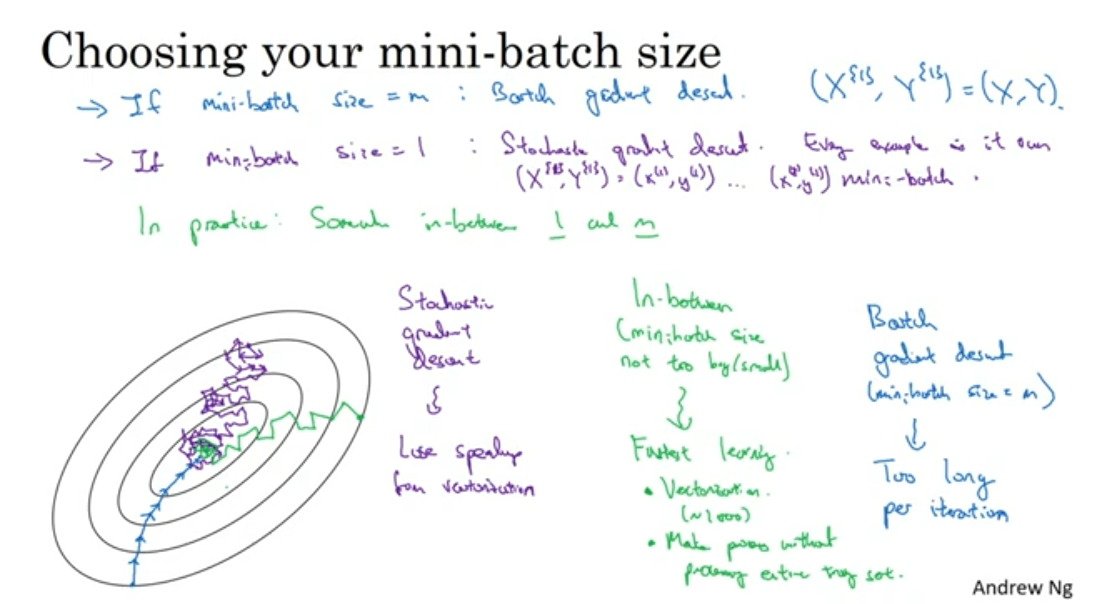 Choosing your mini-batch size
→ If mini-batch size = m : Batch gradient descent. (X^{1}, Y^{1}) = (X, Y).
→ If mini-batch size = 1 : Stochastic gradient descent. Every example is it own
(X^{1}, Y^{1}) = (x^(1), y^(1)) ... mini-batch.
In practice: Somewhere in-between 1 and m
Stochastic
gradient
descent
Lose speedup
from vectorization
In-between
(mini-batch size
not too big/small)
Fastest learning.
• Vectorization.
(~1000)
• Make progress without
processing entire training set.
Batch
gradient descent
(mini-batch size = m)
Too long
per iteration
Andrew Ng